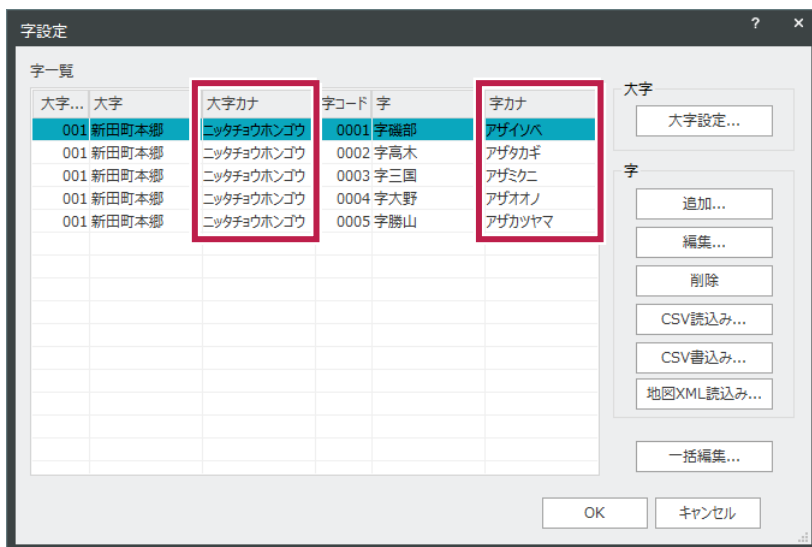 字設定
? ×
字一覧
大字... 大字 大字カナ 字コード 字 字カナ
001 新田町本郷 ニッタチョウホンゴウ 0001 字磯部 アザイソベ
001 新田町本郷 ニッタチョウホンゴウ 0002 字高木 アザタカギ
001 新田町本郷 ニッタチョウホンゴウ 0003 字三国 アザミクニ
001 新田町本郷 ニッタチョウホンゴウ 0004 字大野 アザオオノ
001 新田町本郷 ニッタチョウホンゴウ 0005 字勝山 アザカツヤマ
大字
大字設定...
字
追加...
編集...
削除
CSV読込み...
CSV書込み...
地図XML読込み...
一括編集...
OK キャンセル